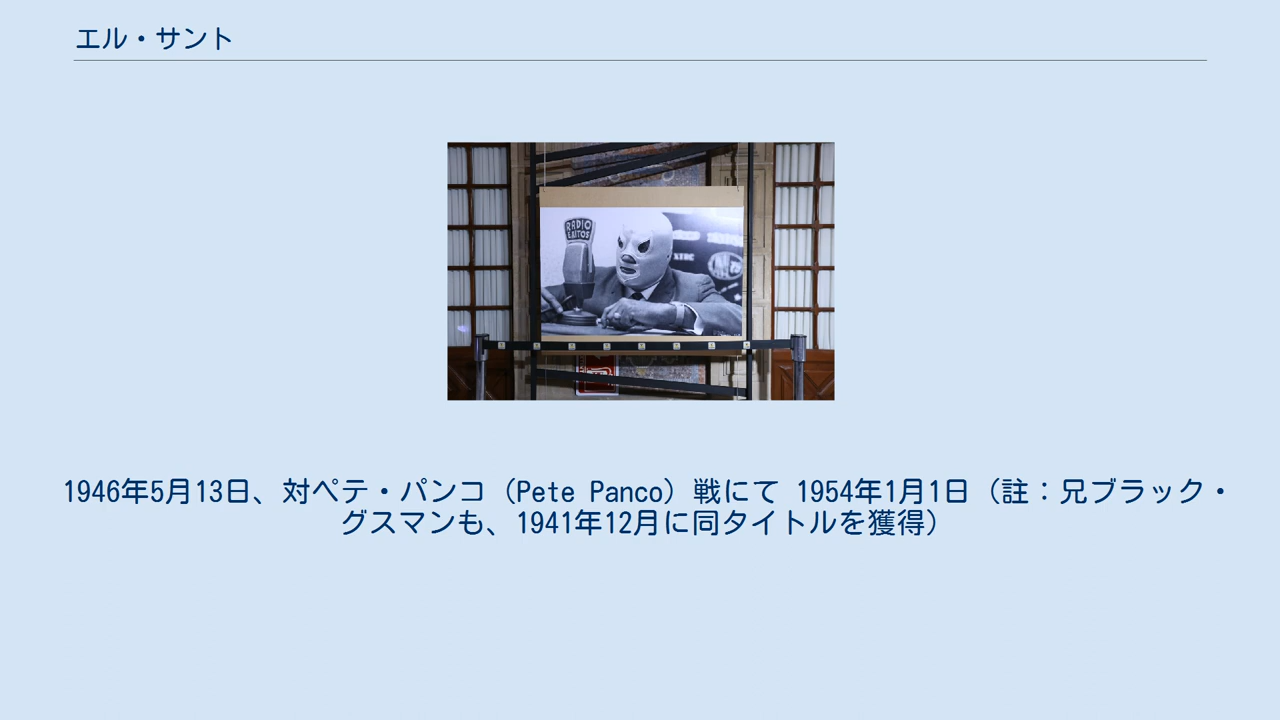 エル・サント
RADIO
EXITOS
1946年5月13日、対ペテ・パンコ（Pete Panco）戦にて 1954年1月1日（註：兄ブラック・
グスマンも、1941年12月に同タイトルを獲得）